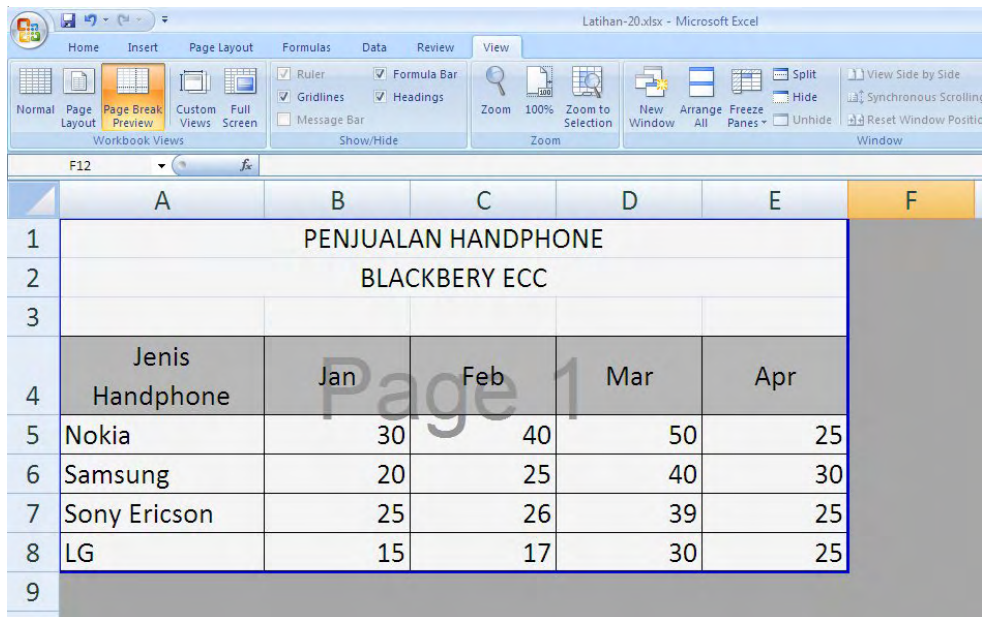 Latihan-20.xlsx - Microsoft Excel
Home Insert Page Layout Formulas Data Review View
Normal Page Layout Page Break Preview Custom Views Full Screen
Workbook Views
Ruler Formula Bar
Gridlines Headings
Message Bar
Show/Hide
Zoom 100% Zoom to Selection
Zoom
New Window Arrange All Freeze Panes
Split
Hide
Unhide
View Side by Side
Synchronous Scrolling
Reset Window Positio
Window
F12 fx
A B C D E F
1 PENJUALAN HANDPHONE
2 BLACKBERY ECC
3
4 Jenis Handphone Jan Feb Mar Apr
Page 1
5 Nokia 30 40 50 25
6 Samsung 20 25 40 30
7 Sony Ericson 25 26 39 25
8 LG 15 17 30 25
9